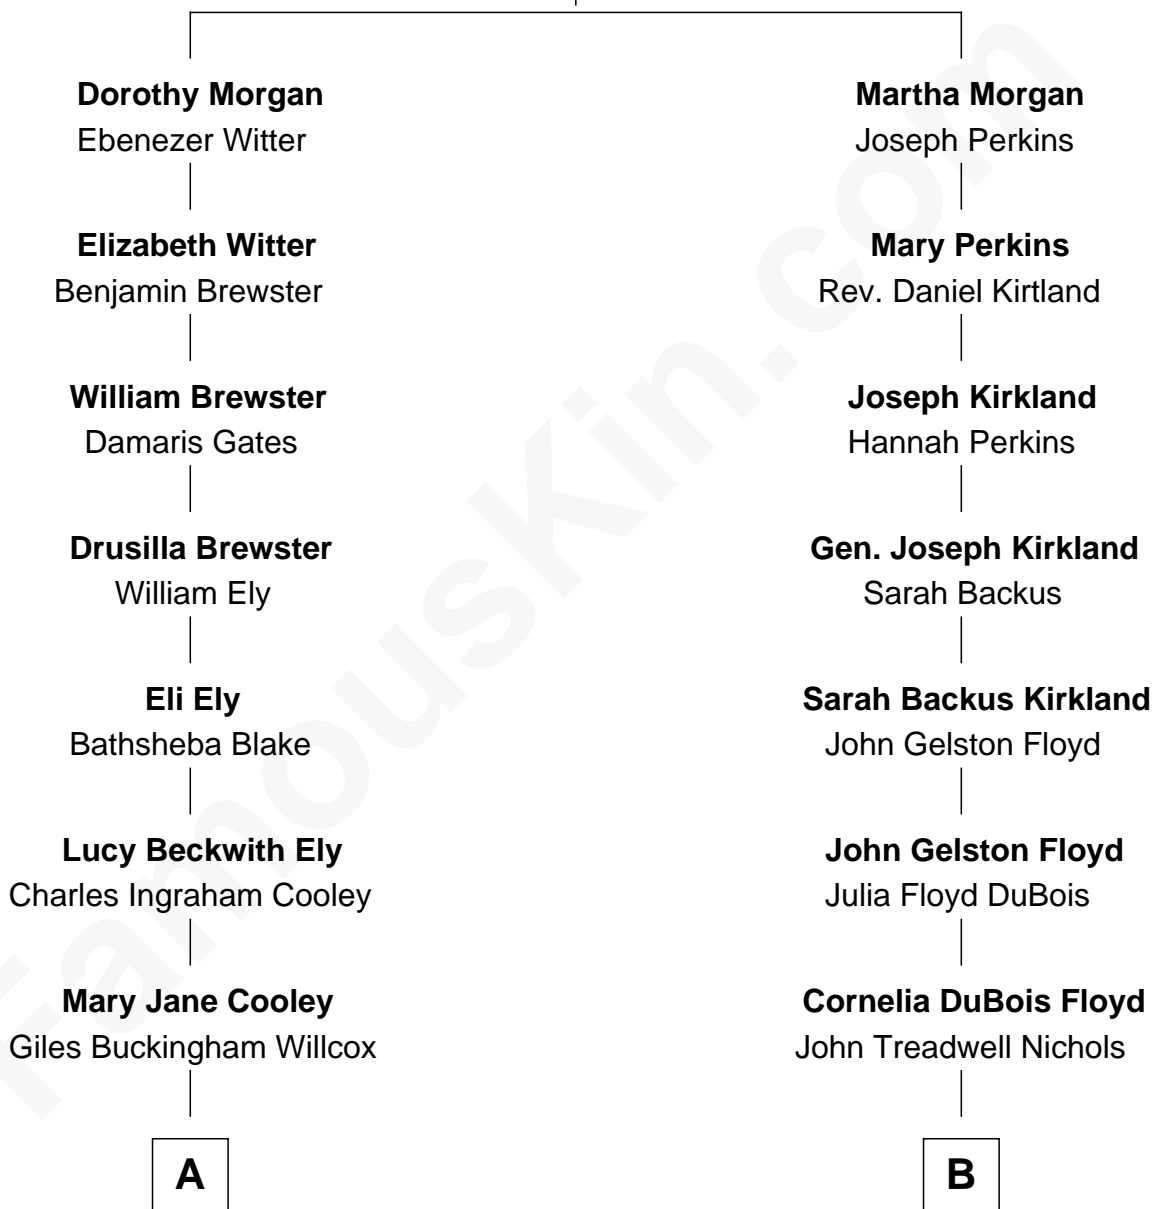 Dorothy Morgan
Ebenezer Witter
Elizabeth Witter
Benjamin Brewster
William Brewster
Damaris Gates
Drusilla Brewster
William Ely
Eli Ely
Bathsheba Blake
Lucy Beckwith Ely
Charles Ingraham Cooley
Mary Jane Cooley
Giles Buckingham Willcox
A
Martha Morgan
Joseph Perkins
Mary Perkins
Rev. Daniel Kirtland
Joseph Kirkland
Hannah Perkins
Gen. Joseph Kirkland
Sarah Backus
Sarah Backus Kirkland
John Gelston Floyd
John Gelston Floyd
Julia Floyd DuBois
Cornelia DuBois Floyd
John Treadwell Nichols
B
FamousKin.com